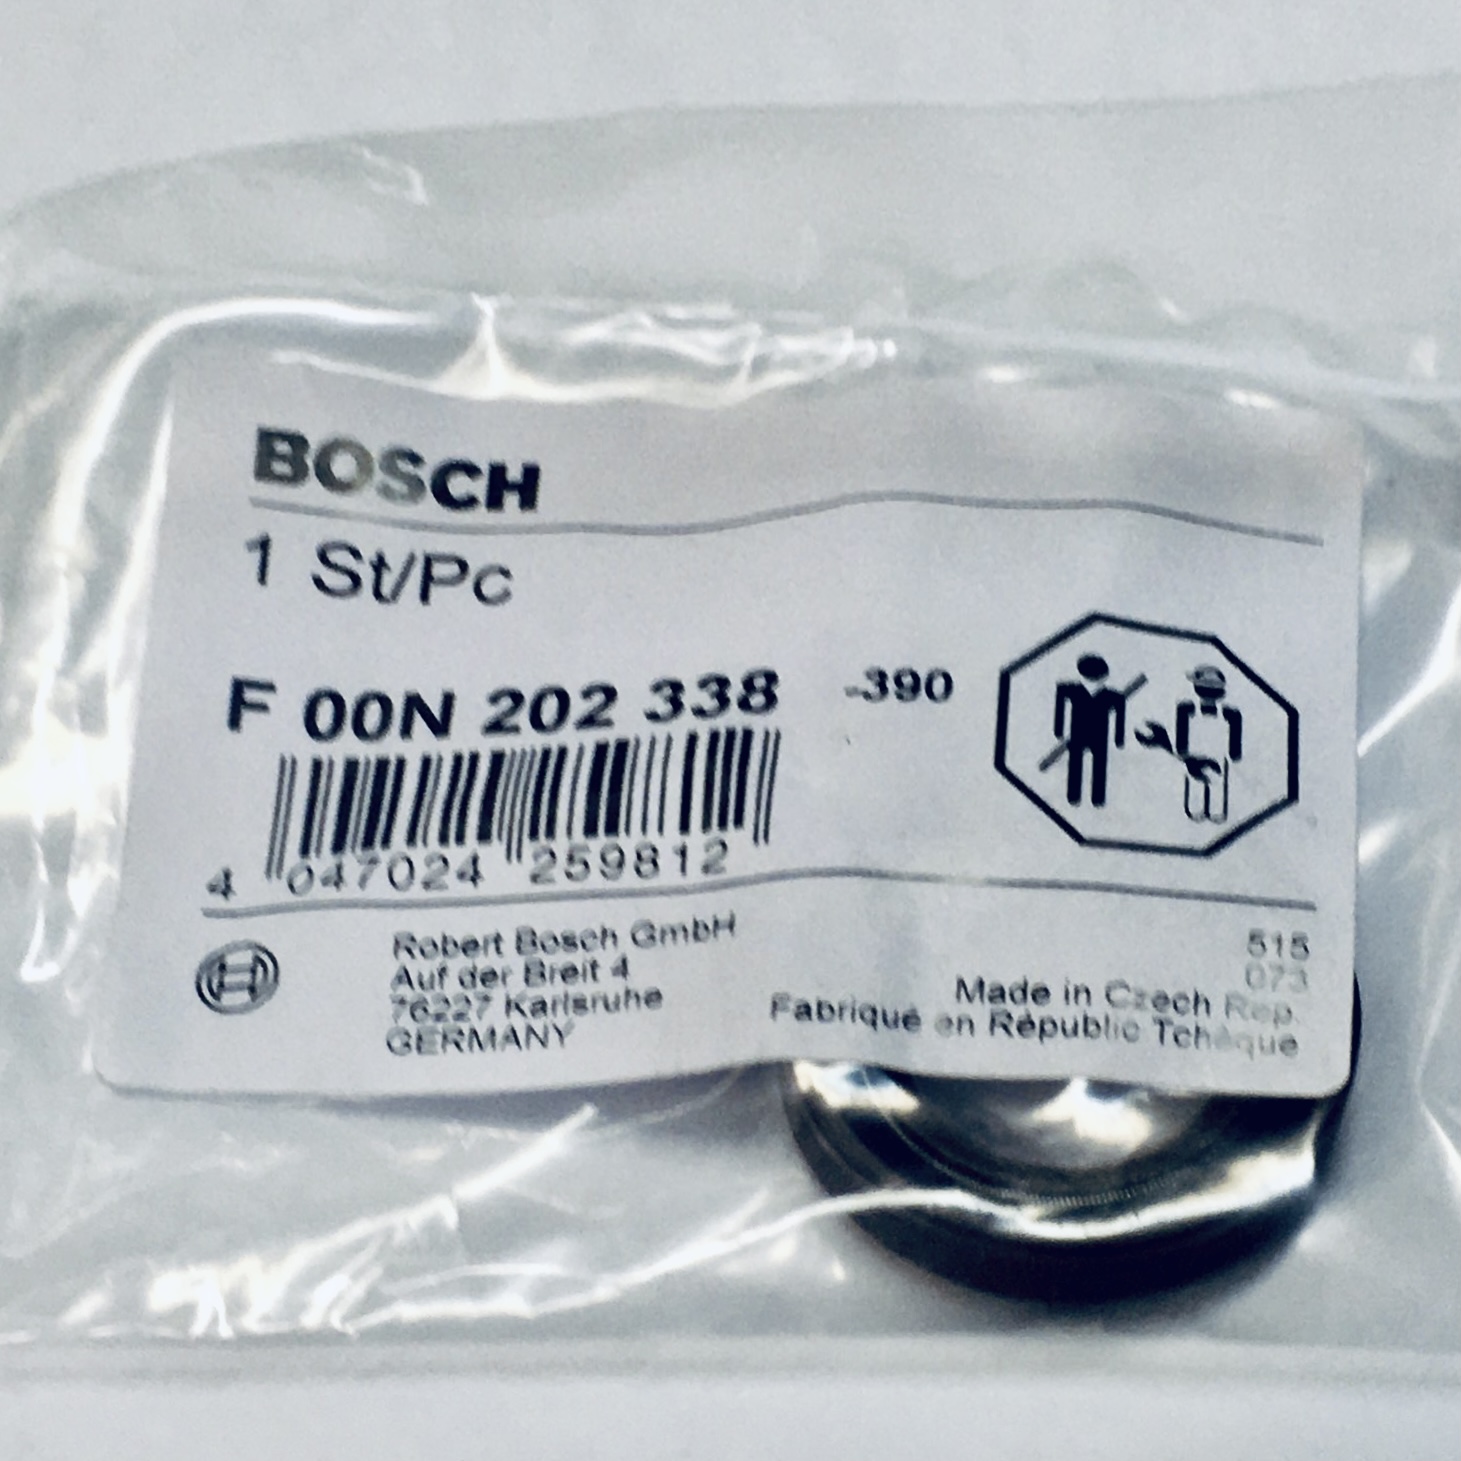 BOSCH
1 St/Pc
F 00N 202 338 -390
4 047024 259812
Robert Bosch GmbH
Auf der Breit 4
76227 Karlsruhe
GERMANY
515
073
Made in Czech Rep.
Fabriqué en Républic Tchèque